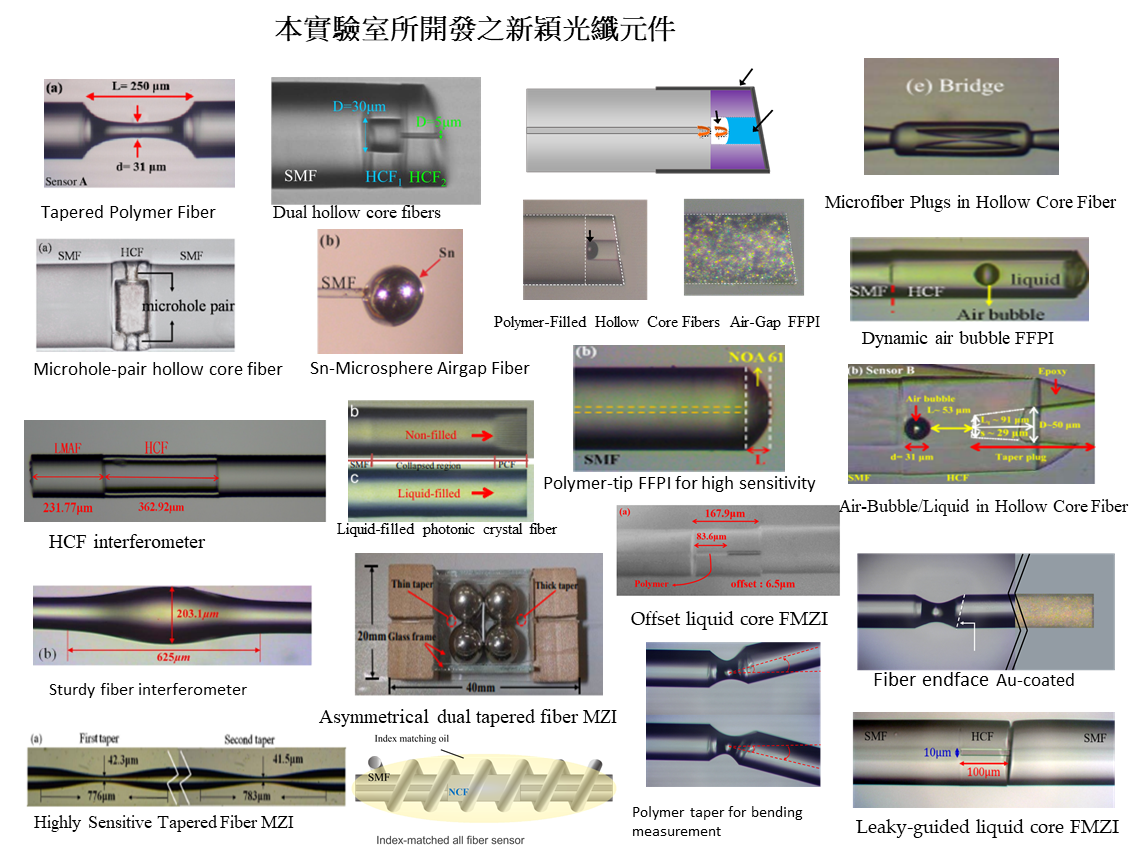 本實驗室所開發之新穎光纖元件
(a)
L= 250 μm
d= 31 μm
Sensor A
Tapered Polymer Fiber
D=30μm
D=5μm
SMF
HCF1
HCF2
Dual hollow core fibers
(e) Bridge
Microfiber Plugs in Hollow Core Fiber
(a)
SMF
HCF
SMF
microhole pair
Microhole-pair hollow core fiber
(b)
Sn
SMF
Sn-Microsphere Airgap Fiber
Polymer-Filled Hollow Core Fibers Air-Gap FFPI
liquid
SMF
HCF
Air bubble
Dynamic air bubble FFPI
(b)
NOA 61
SMF
L
Polymer-tip FFPI for high sensitivity
(b) Sensor B
Epoxy
Air bubble
L~ 53 μm
Ls~ 91 μm
s ~ 29 μm
D~50 μm
d= 31 μm
Taper plug
SMF
HCF
Air-Bubble/Liquid in Hollow Core Fiber
LMAF
HCF
231.77μm
362.92μm
HCF interferometer
b
Non-filled
SMF
Collapsed region
PCF
c
Liquid-filled
Liquid-filled photonic crystal fiber
(a)
167.9μm
83.6μm
Polymer
offset : 6.5μm
Offset liquid core FMZI
203.1μm
(b)
625μm
Sturdy fiber interferometer
Thin taper
Thick taper
20mm
Glass frame
40mm
Asymmetrical dual tapered fiber MZI
Fiber endface Au-coated
(a)
First taper
Second taper
42.3μm
41.5μm
776μm
783μm
Highly Sensitive Tapered Fiber MZI
Index matching oil
SMF
NCF
Index-matched all fiber sensor
Polymer taper for bending
measurement
SMF
HCF
SMF
10μm
100μm
Leaky-guided liquid core FMZI